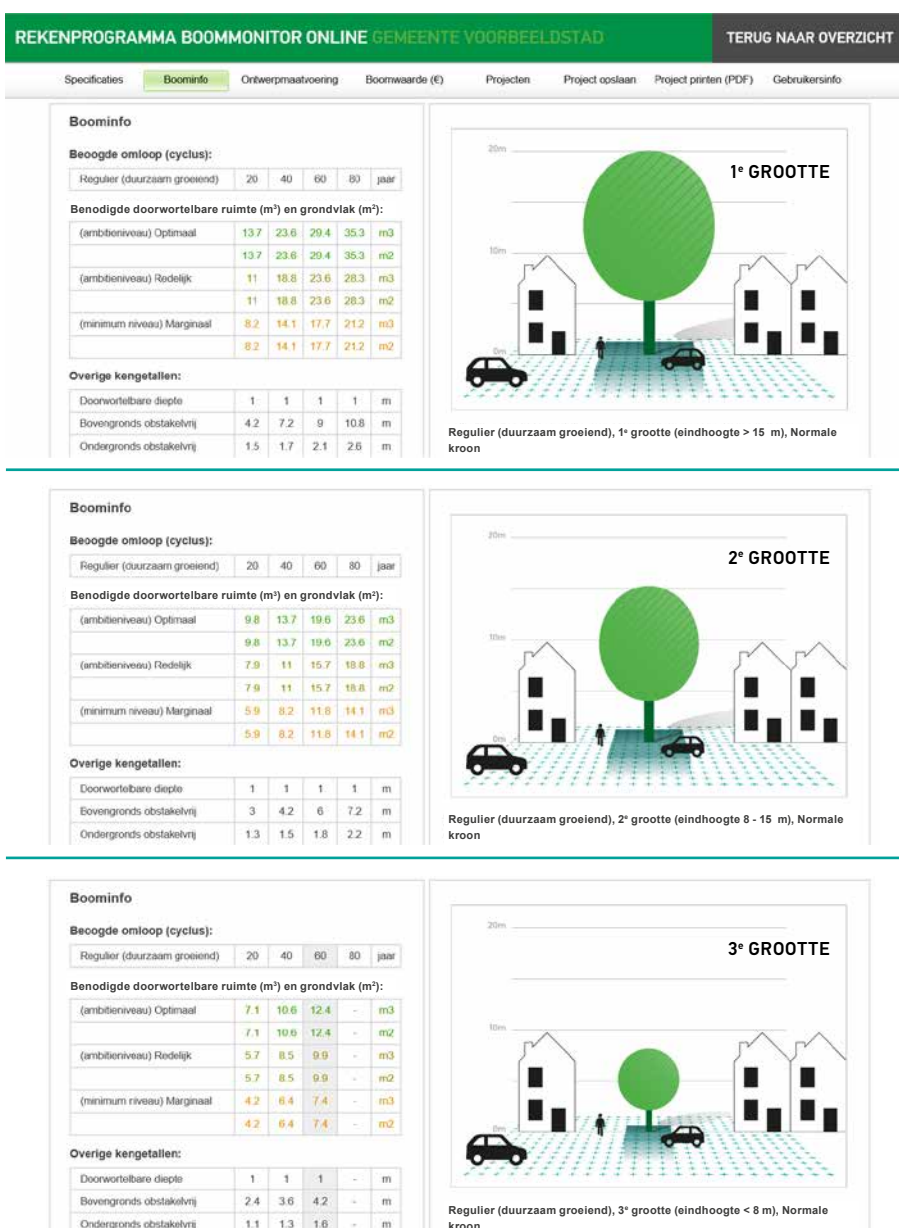 REKENPROGRAMMA BOOMMONITOR ONLINE GEMEENTE VOORBEELDSTAD TERUG NAAR OVERZICHT
Specificaties Boominfo Ontwerpmaatvoering Boomwaarde (€) Projecten Project opslaan Project printen (PDF) Gebruikersinfo
Boominfo
Beoogde omloop (cyclus):
Regulier (duurzaam groeiend) 20 40 60 80 jaar
Benodigde doorwortelbare ruimte (m³) en grondvlak (m²):
(ambitieniveau) Optimaal 13.7 23.6 29.4 35.3 m3
13.7 23.6 29.4 35.3 m2
(ambitieniveau) Redelijk 11 18.8 23.6 28.3 m3
11 18.8 23.6 28.3 m2
(minimum niveau) Marginaal 8.2 14.1 17.7 21.2 m3
8.2 14.1 17.7 21.2 m2
Overige kengetallen:
Doorwortelbare diepte 1 1 1 1 m
Bovengronds obstakelvrij 4.2 7.2 9 10.8 m
Ondergronds obstakelvrij 1.5 1.7 2.1 2.6 m
20m
1e GROOTTE
10m
0m
Regulier (duurzaam groeiend), 1e grootte (eindhoogte > 15 m), Normale
kroon
Boominfo
Beoogde omloop (cyclus):
Regulier (duurzaam groeiend) 20 40 60 80 jaar
Benodigde doorwortelbare ruimte (m³) en grondvlak (m²):
(ambitieniveau) Optimaal 9.8 13.7 19.6 23.6 m3
9.8 13.7 19.6 23.6 m2
(ambitieniveau) Redelijk 7.9 11 15.7 18.8 m3
7.9 11 15.7 18.8 m2
(minimum niveau) Marginaal 5.9 8.2 11.8 14.1 m3
5.9 8.2 11.8 14.1 m2
Overige kengetallen:
Doorwortelbare diepte 1 1 1 1 m
Bovengronds obstakelvrij 3 4.2 6 7.2 m
Ondergronds obstakelvrij 1.3 1.5 1.8 2.2 m
20m
2e GROOTTE
10m
0m
Regulier (duurzaam groeiend), 2e grootte (eindhoogte 8 - 15 m), Normale
kroon
Boominfo
Beoogde omloop (cyclus):
Regulier (duurzaam groeiend) 20 40 60 80 jaar
Benodigde doorwortelbare ruimte (m³) en grondvlak (m²):
(ambitieniveau) Optimaal 7.1 10.6 12.4 - m3
7.1 10.6 12.4 - m2
(ambitieniveau) Redelijk 5.7 8.5 9.9 - m3
5.7 8.5 9.9 - m2
(minimum niveau) Marginaal 4.2 6.4 7.4 - m3
4.2 6.4 7.4 - m2
Overige kengetallen:
Doorwortelbare diepte 1 1 1 - m
Bovengronds obstakelvrij 2.4 3.6 4.2 - m
Ondergronds obstakelvrij 1.1 1.3 1.6 - m
20m
3e GROOTTE
10m
0m
Regulier (duurzaam groeiend), 3e grootte (eindhoogte < 8 m), Normale
kroon